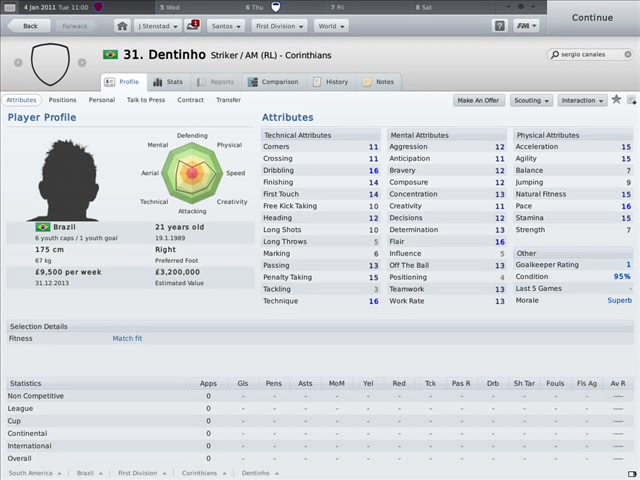 4 Jan 2011 Tue 11:00 5 Wed 6 Thu 7 Fri 8 Sat
Continue
Back Forward J.Stenstad Santos First Division World ? FM
31. Dentinho Striker / AM (RL) - Corinthians
sergio canales
Profile Stats Reports Comparison History Notes
Attributes Positions Personal Talk to Press Contract Transfer Make An Offer Scouting Interaction
Player Profile
Defending
Mental Physical
Aerial Speed
Technical Creativity
Attacking
Brazil 21 years old
6 youth caps / 1 youth goal 19.1.1989
175 cm Right
67 kg Preferred Foot
£9,500 per week £3,200,000
31.12.2013 Estimated Value
Attributes
Technical Attributes
Corners 11
Crossing 11
Dribbling 16
Finishing 14
First Touch 14
Free Kick Taking 10
Heading 12
Long Shots 10
Long Throws 5
Marking 6
Passing 13
Penalty Taking 15
Tackling 3
Technique 16
Mental Attributes
Aggression 12
Anticipation 11
Bravery 12
Composure 12
Concentration 13
Creativity 11
Decisions 12
Determination 13
Flair 16
Influence 5
Off The Ball 13
Positioning 4
Teamwork 13
Work Rate 13
Physical Attributes
Acceleration 15
Agility 15
Balance 7
Jumping 9
Natural Fitness 15
Pace 16
Stamina 15
Strength 7
Other
Goalkeeper Rating 1
Condition 95%
Last 5 Games -
Morale Superb
Selection Details
Fitness Match fit
Statistics Apps Gls Pens Asts MoM Yel Red Tck Pas R Drb Sh Tar Fouls Fls Ag Av R
Non Competitive 0 - - - - - - - - - - - - ----
League 0 - - - - - - - - - - - - ----
Cup 0 - - - - - - - - - - - - ----
Continental 0 - - - - - - - - - - - - ----
International 0 - - - - - - - - - - - - ----
Overall 0 - - - - - - - - - - - - ----
South America Brazil First Division Corinthians Dentinho